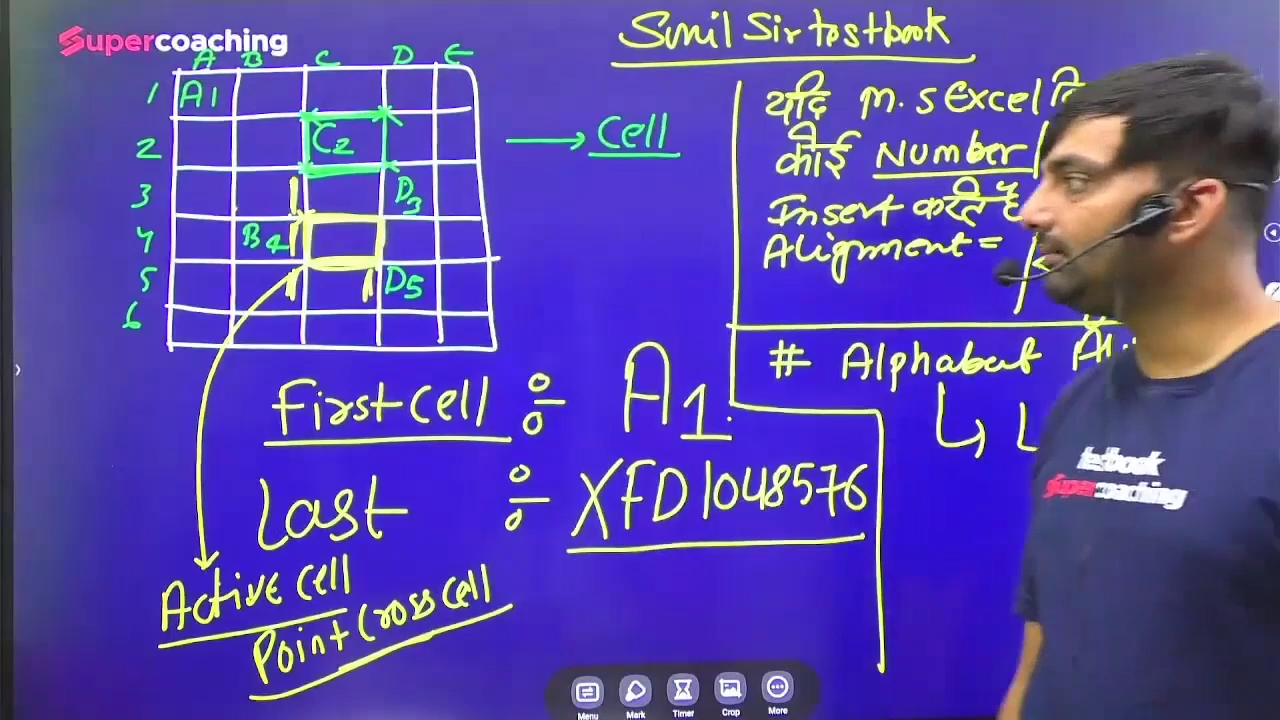 Supercoaching
Sunil Sir testbook
A B C D E
1 A1
2 C2
3 D3
4 B4
5 D5
6
→ Cell
यदि M.S Excel
कोई Number
Insert करते है
Alignment =
# Alphabat
First Cell : A1
Last : XFD1048576
Active Cell
Point Cross Cell
testbook
supercoaching
Menu Mark Timer Crop More